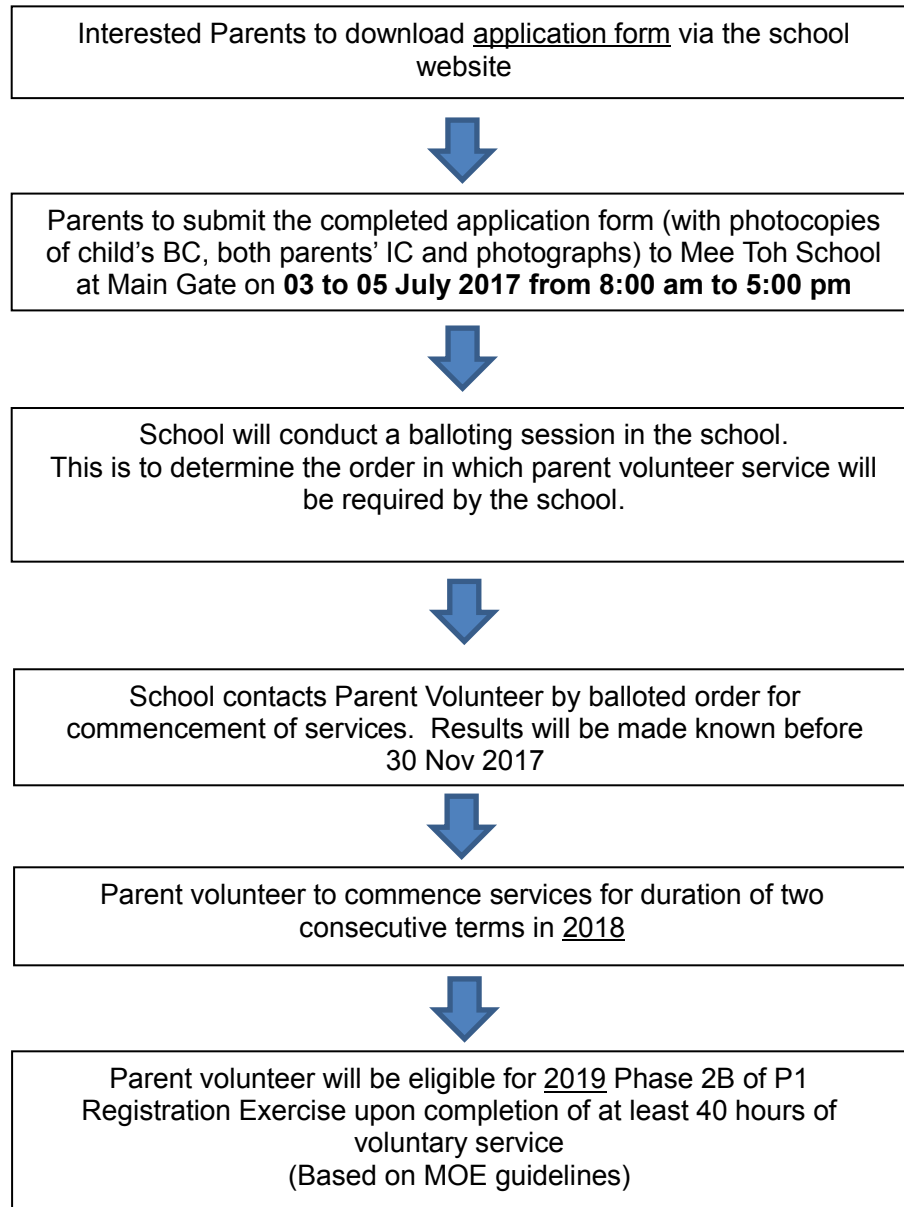 Interested Parents to download application form via the school
website
Parents to submit the completed application form (with photocopies
of child's BC, both parents' IC and photographs) to Mee Toh School
at Main Gate on 03 to 05 July 2017 from 8:00 am to 5:00 pm
School will conduct a balloting session in the school.
This is to determine the order in which parent volunteer service will
be required by the school.
School contacts Parent Volunteer by balloted order for
commencement of services.  Results will be made known before
30 Nov 2017
Parent volunteer to commence services for duration of two
consecutive terms in 2018
Parent volunteer will be eligible for 2019 Phase 2B of P1
Registration Exercise upon completion of at least 40 hours of
voluntary service
(Based on MOE guidelines)